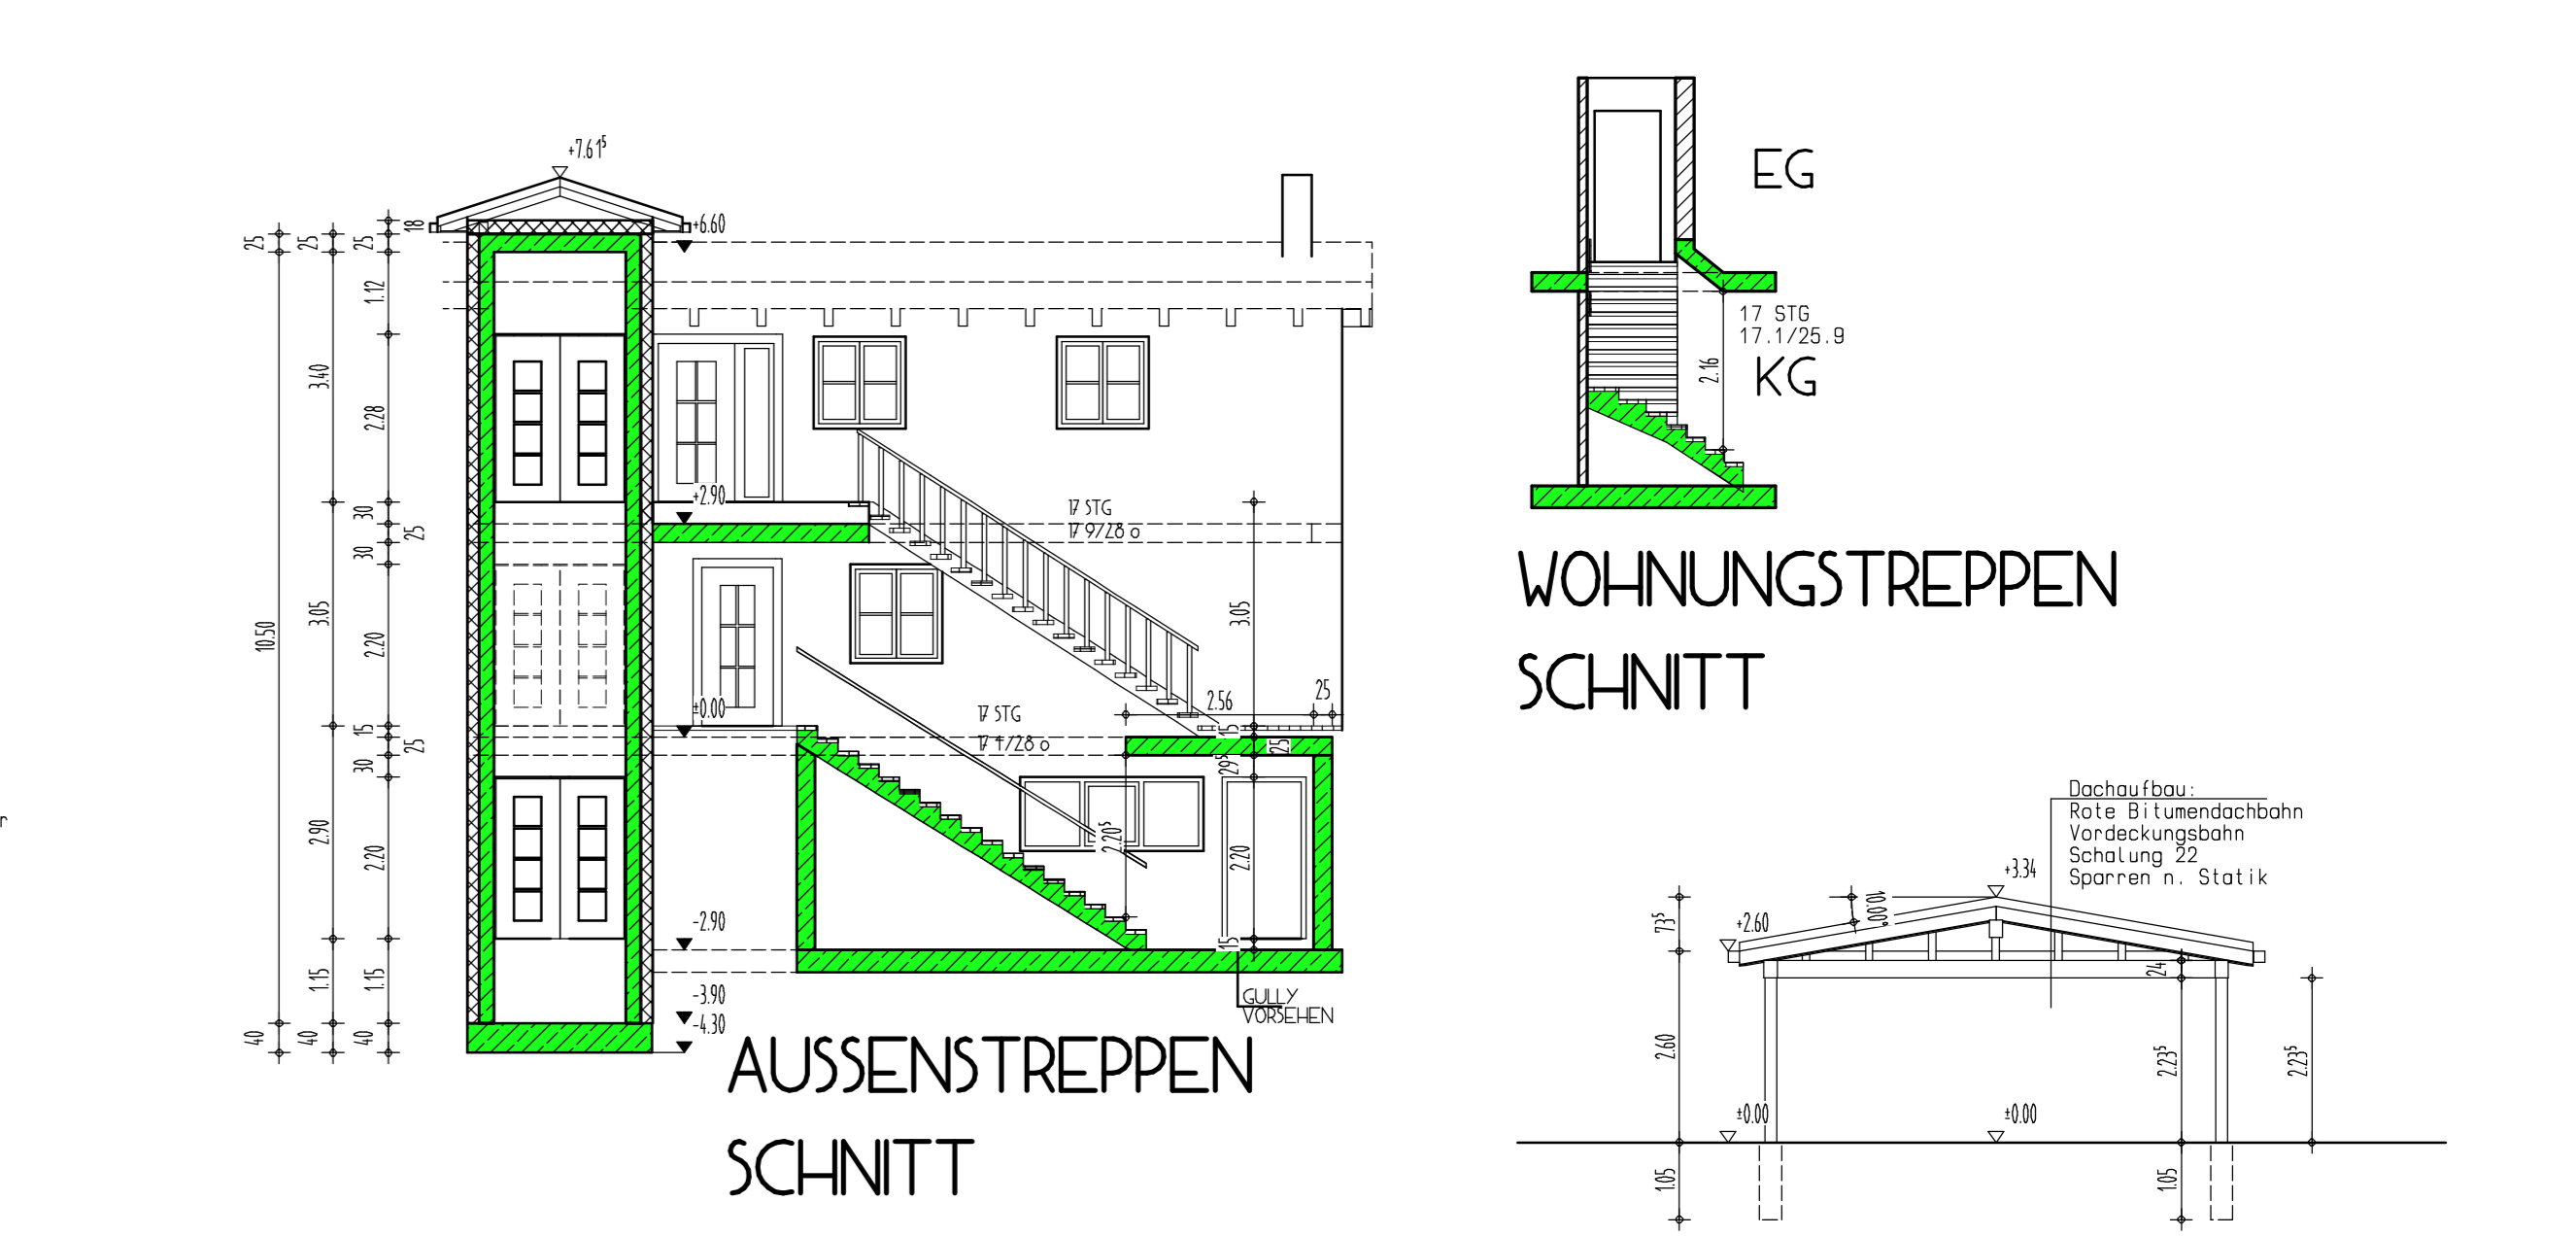 +7.61⁵
+6.60
+2.90
±0.00
-2.90
-3.90
-4.30
25
25
25
18
1.12
3.40
2.28
30
25
30
10.50
3.05
2.20
15
25
30
2.90
2.20
1.15
1.15
40
40
40
17 STG
17 9/28 0
17 STG
17 4/28 0
3.05
2.56
25
15
25
29⁵
2.20⁵
2.20
15
GULLY
VORSEHEN
AUSSENSTREPPEN
SCHNITT
EG
17 STG
17.1/25.9
2.16
KG
WOHNUNGSTREPPEN
SCHNITT
Dachaufbau:
Rote Bitumendachbahn
Vordeckungsbahn
Schalung 22
Sparren n. Statik
+3.34
10.00°
+2.60
73⁵
24
2.60
2.23⁵
2.23⁵
±0.00
±0.00
1.05
1.05